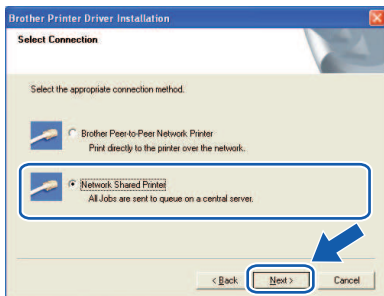 Brother Printer Driver Installation
Select Connection
Select the appropriate connection method.
Brother Peer-to-Peer Network Printer
Print directly to the printer over the network.
Network Shared Printer
All Jobs are sent to queue on a central server.
< Back Next > Cancel